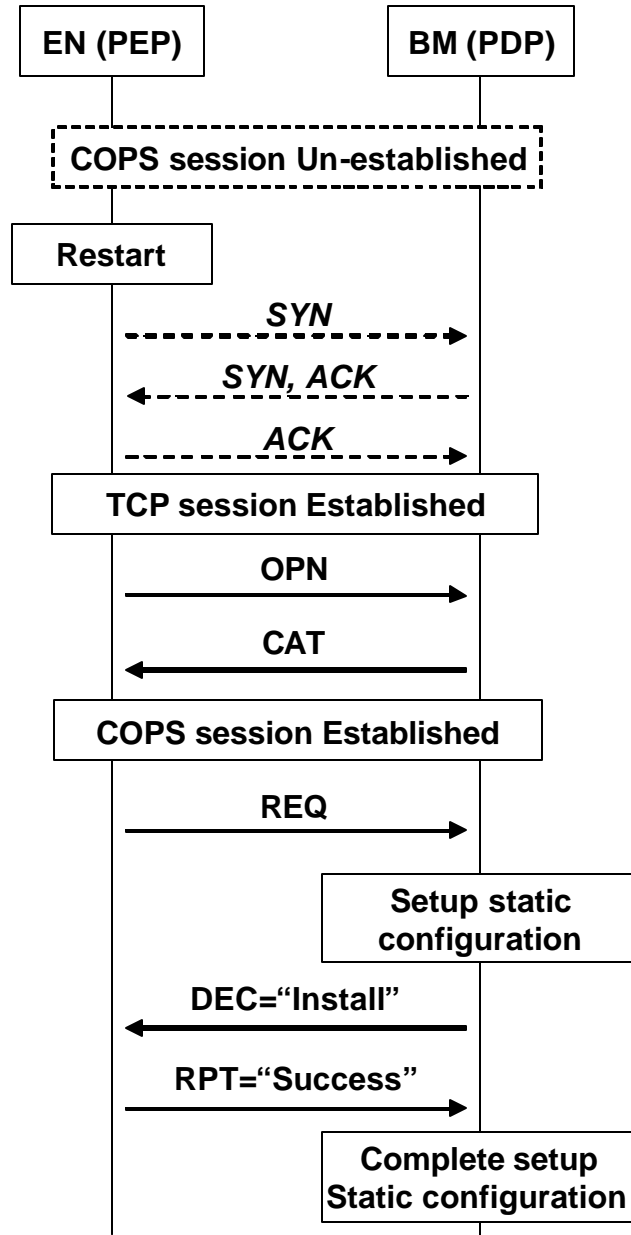 EN (PEP)
BM (PDP)
COPS session Un-established
Restart
SYN
SYN, ACK
ACK
TCP session Established
OPN
CAT
COPS session Established
REQ
Setup static
configuration
DEC=“Install”
RPT=“Success”
Complete setup
Static configuration